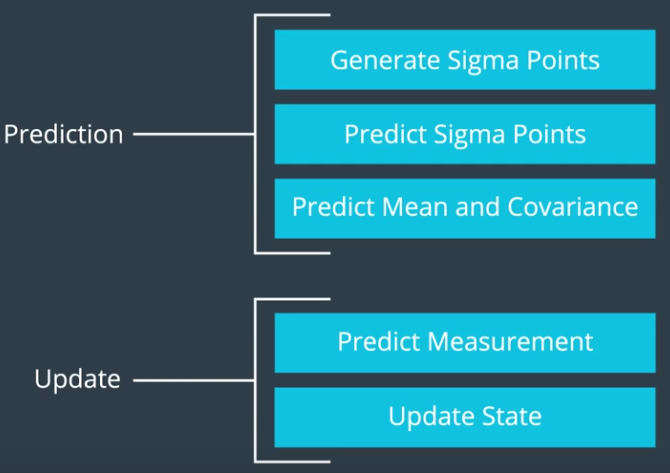 Prediction
Generate Sigma Points
Predict Sigma Points
Predict Mean and Covariance
Update
Predict Measurement
Update State